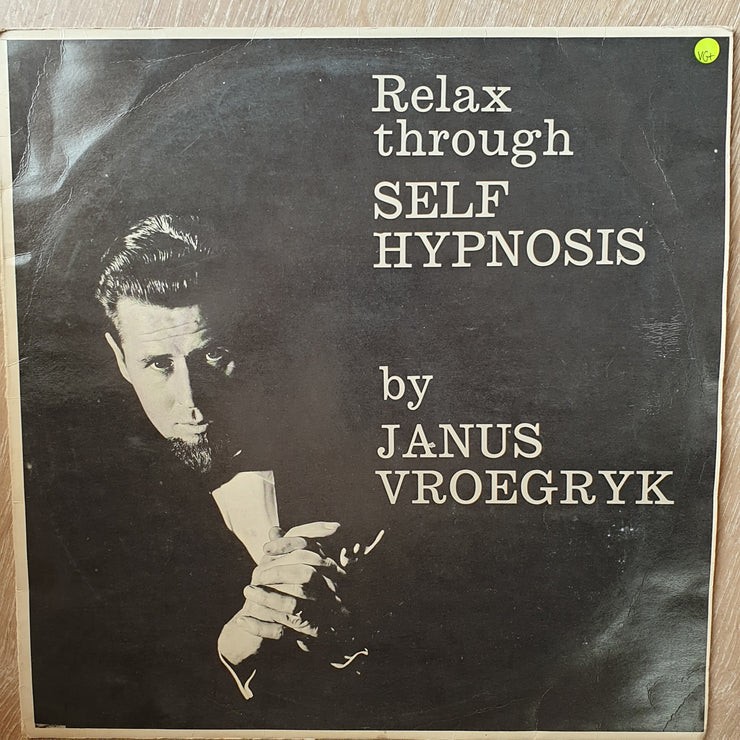 VG+
Relax
through
SELF
HYPNOSIS
by
JANUS
VROEGRYK